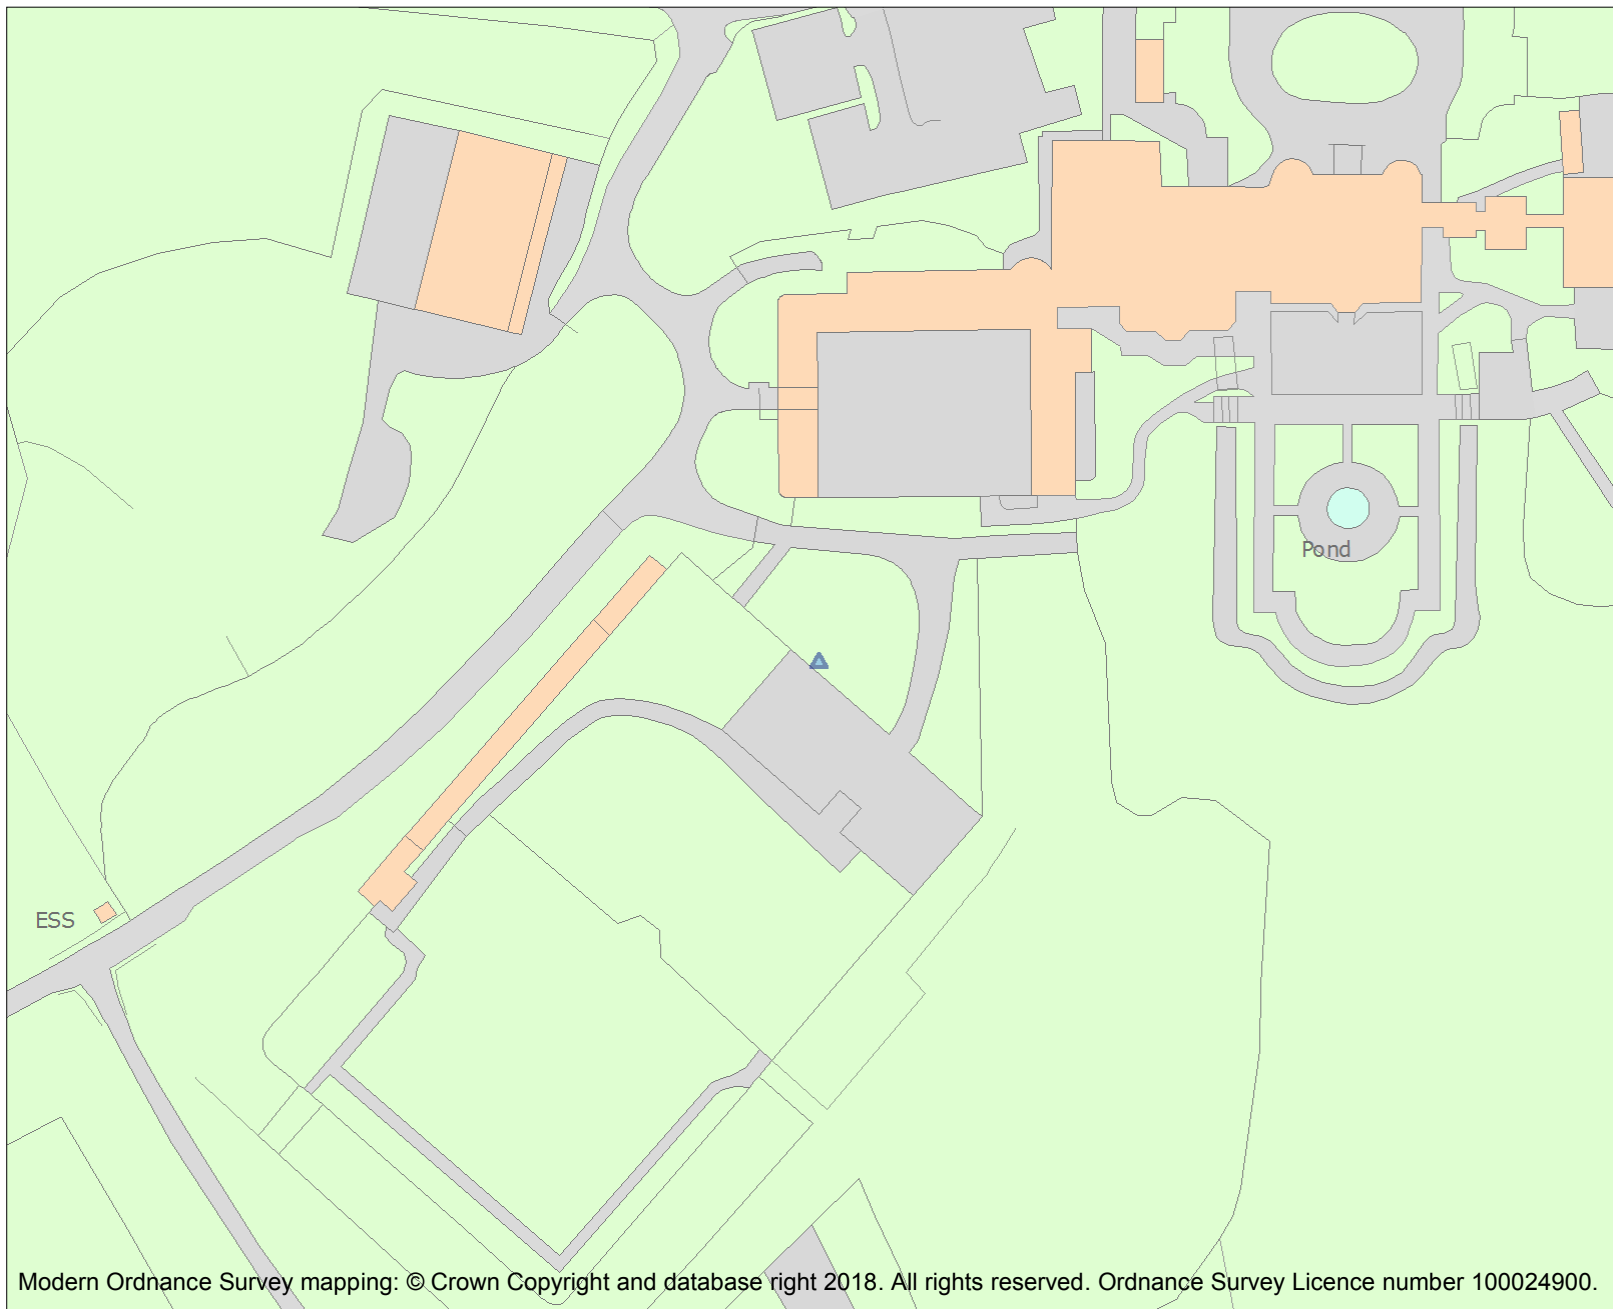 Pond
ESS
Modern Ordnance Survey mapping: © Crown Copyright and database right 2018. All rights reserved. Ordnance Survey Licence number 100024900.